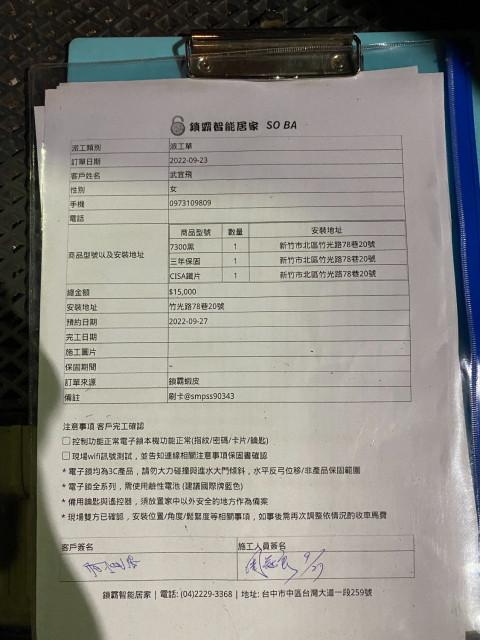 鎖霸智能居家 SO BA
派工類別 派工單
訂單日期 2022-09-23
客戶姓名 武宜飛
性別 女
手機 0973109809
電話
商品型號以及安裝地址
商品型號 數量 安裝地址
7300黑 1 新竹市北區竹光路78巷20號
三年保固 1 新竹市北區竹光路78巷20號
CISA鐵片 1 新竹市北區竹光路78巷20號
總金額 $15,000
安裝地址 竹光路78巷20號
預約日期 2022-09-27
完工日期
施工圖片
保固期間 –
訂單來源 鎖霸蝦皮
備註 刷卡@smpss90343
注意事項 客戶完工確認
控制功能正常電子鎖本機功能正常(指紋/密碼/卡片/鑰匙)
現場wifi訊號測試，並告知連線相關注意事項保固書確認
* 電子鎖均為3C產品，請勿大力碰撞與進水大門傾斜，水平反弓位移/非產品保固範圍
* 電子鎖全系列，需使用鹼性電池 (建議國際牌藍色)
* 備用鑰匙與遙控器，須放置家中以外安全的地方作為備案
* 現場雙方已確認，安裝位置/角度/鬆緊度等相關事項，如事後需再次調整依情況酌收車馬費
客戶簽名 施工人員簽名
9/27
鎖霸智能居家 | 電話: (04)2229-3368 | 地址: 台中市中區台灣大道一段259號